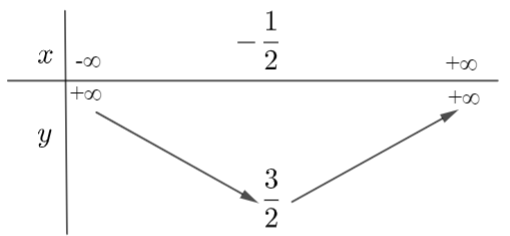 x -∞ -1/2 +∞
+∞ +∞
y
3/2